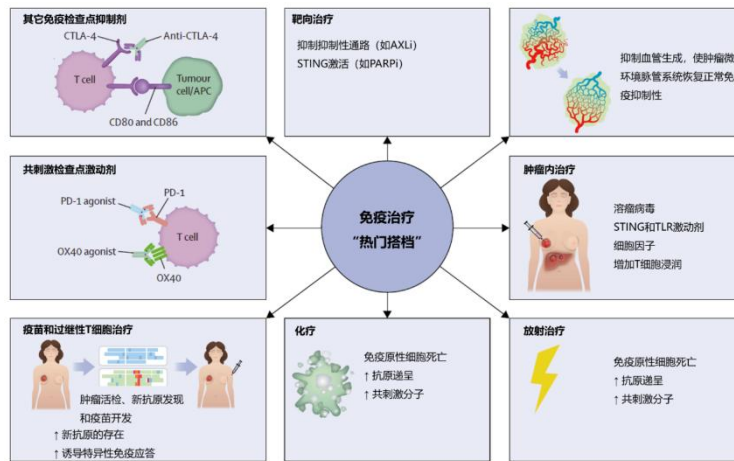 其它免疫检查点抑制剂
CTLA-4
Anti-CTLA-4
T cell
Tumour
cell/APC
CD80 and CD86
靶向治疗
抑制抑制性通路（如AXLi）
STING激活（如PARPi）
抑制血管生成，使肿瘤微
环境脉管系统恢复正常免
疫抑制性
共刺激检查点激动剂
PD-1 agonist
PD-1
T cell
OX40 agonist
OX40
免疫治疗
“热门搭档”
肿瘤内治疗
溶瘤病毒
STING和TLR激动剂
细胞因子
增加T细胞浸润
疫苗和过继性T细胞治疗
肿瘤活检、新抗原发现
和疫苗开发
↑ 新抗原的存在
↑ 诱导特异性免疫应答
化疗
免疫原性细胞死亡
↑ 抗原递呈
↑ 共刺激分子
放射治疗
免疫原性细胞死亡
↑ 抗原递呈
↑ 共刺激分子